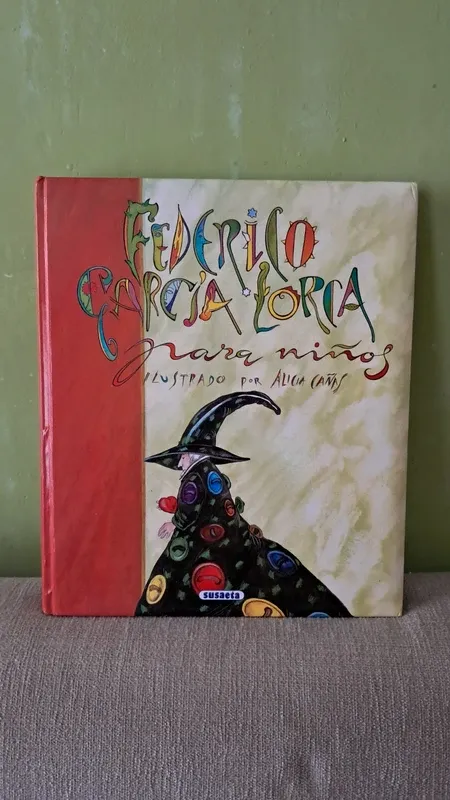 FEDERICO
GARCÍA LORCA
para niños
ILUSTRADO POR ALICIA CAÑAS
susaeta